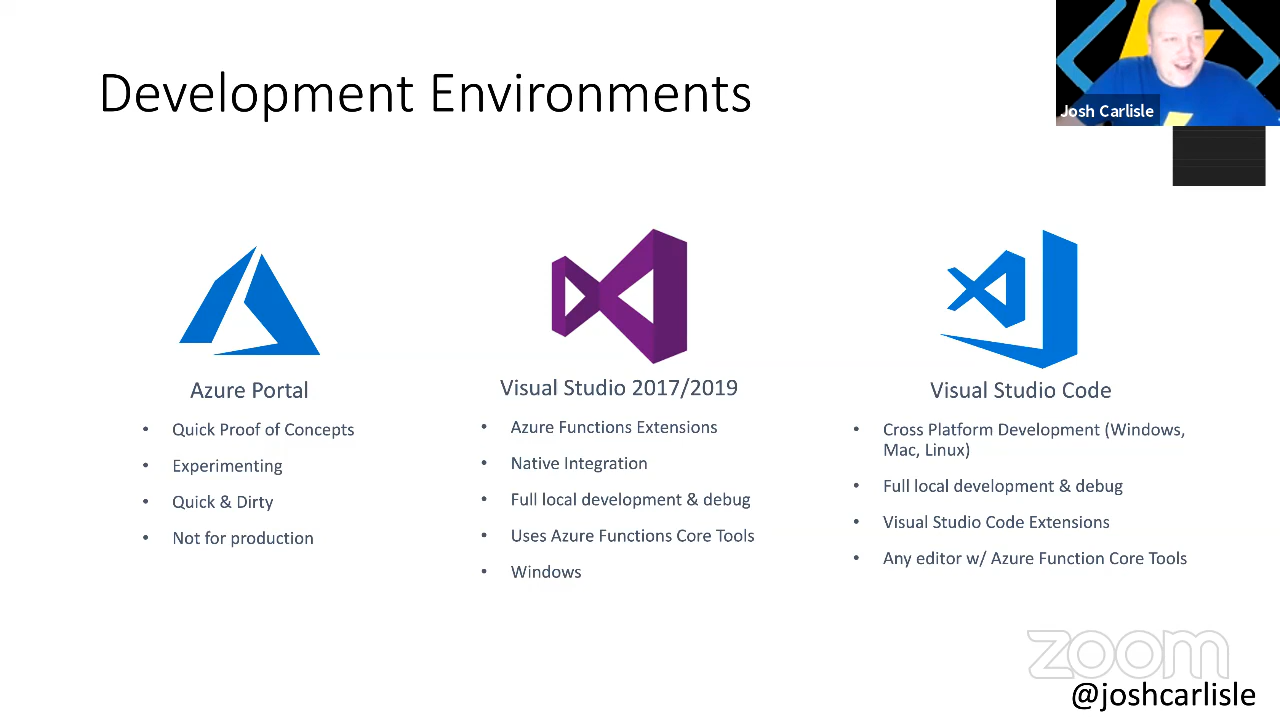 Development Environments
Josh Carlisle
Azure Portal
• Quick Proof of Concepts
• Experimenting
• Quick & Dirty
• Not for production
Visual Studio 2017/2019
• Azure Functions Extensions
• Native Integration
• Full local development & debug
• Uses Azure Functions Core Tools
• Windows
Visual Studio Code
• Cross Platform Development (Windows,
Mac, Linux)
• Full local development & debug
• Visual Studio Code Extensions
• Any editor w/ Azure Function Core Tools
zoom
@joshcarlisle